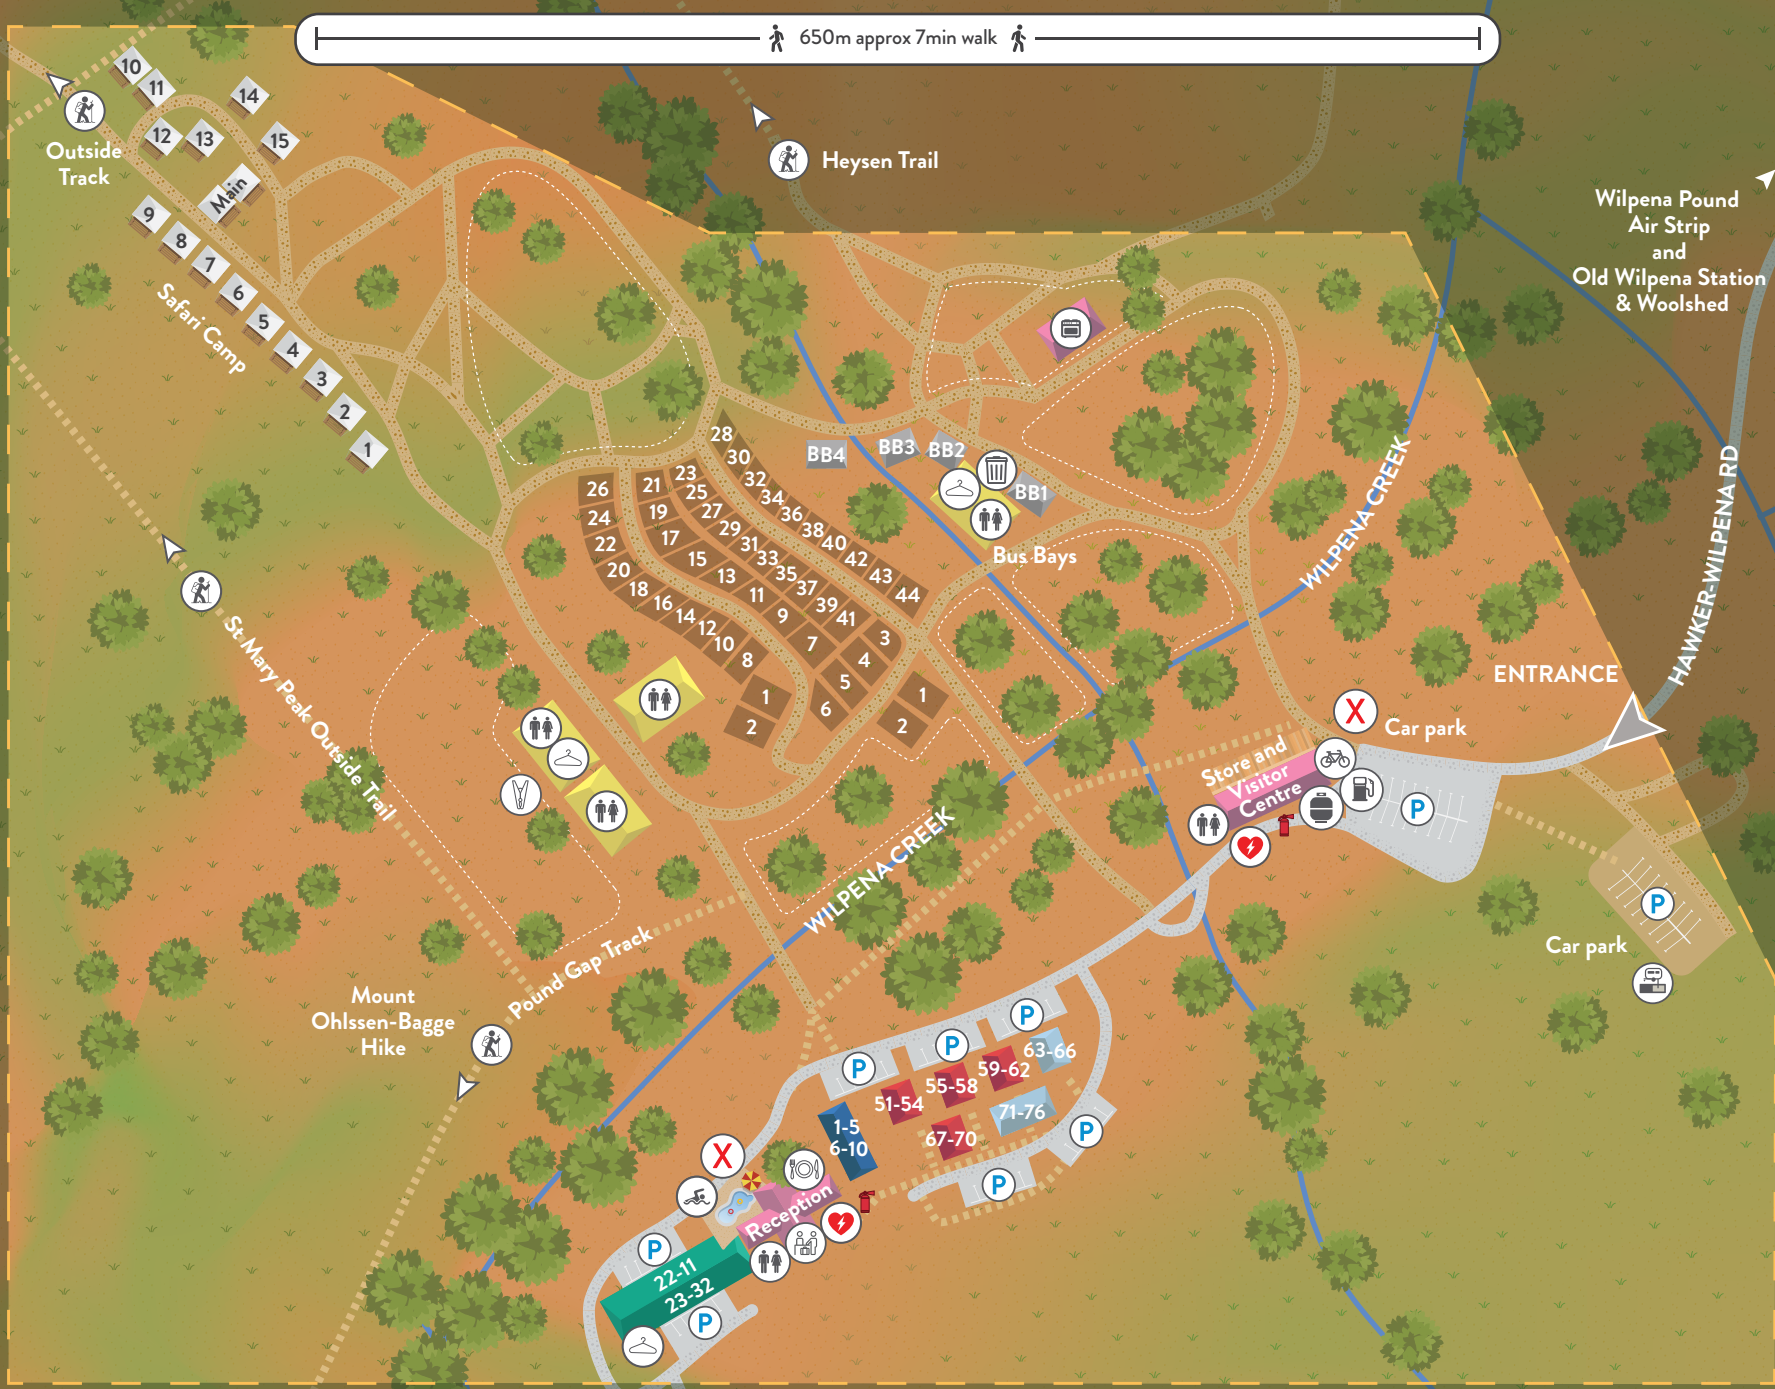 650m approx 7min walk
10
11
14
12
13
15
Main
Outside
Track
9
8
7
6
5
4
3
2
1
Safari Camp
Heysen Trail
Wilpena Pound
Air Strip
and
Old Wilpena Station
& Woolshed
HAWKER-WILPENA RD
WILPENA CREEK
ENTRANCE
BB4
BB3
BB2
BB1
Bus Bays
28
30
32
34
36
38
40
42
43
44
26
24
22
20
18
16
14
12
10
8
21
19
17
15
13
11
9
7
5
6
23
25
27
29
31
33
35
37
39
41
3
4
1
2
1
2
St Mary Peak Outside Trail
X
Car park
Store and
Visitor
Centre
P
P
Car park
WILPENA CREEK
Pound Gap Track
Mount
Ohlssen-Bagge
Hike
P
P
P
63-66
59-62
55-58
51-54
71-76
67-70
1-5
6-10
P
P
X
Reception
P
22-11
23-32
P